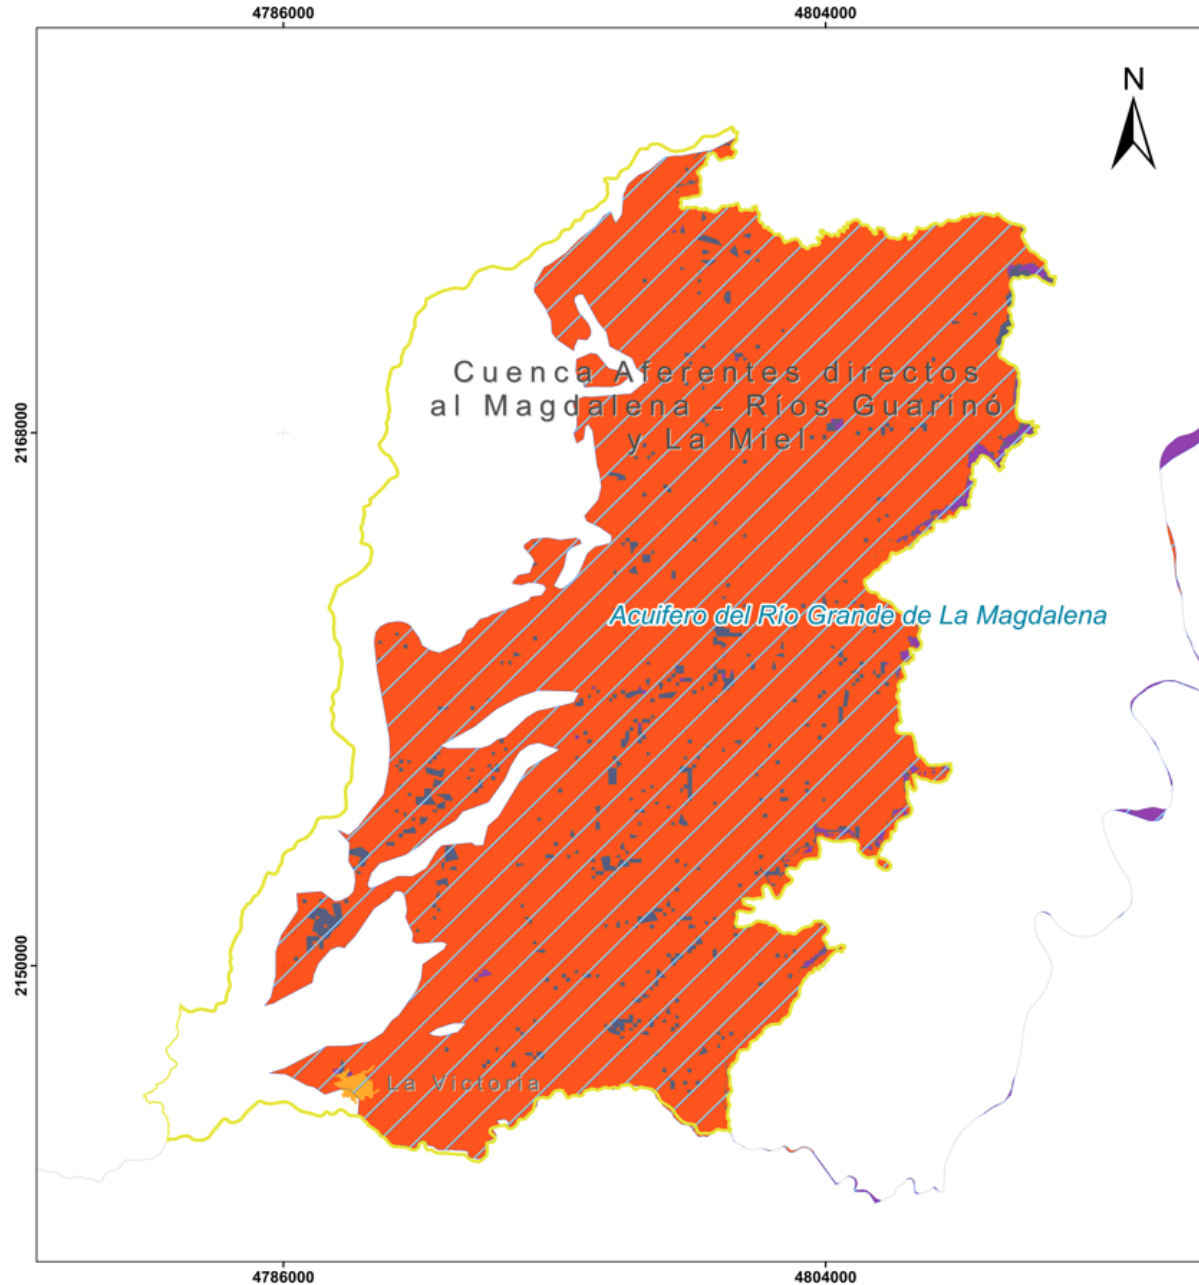 4786000
4804000
N
Cuenca Aferentes directos
al Magdalena - Ríos Guarinó
y La Miel
2168000
Acuifero del Río Grande de La Magdalena
2150000
La Victoria
4786000
4804000